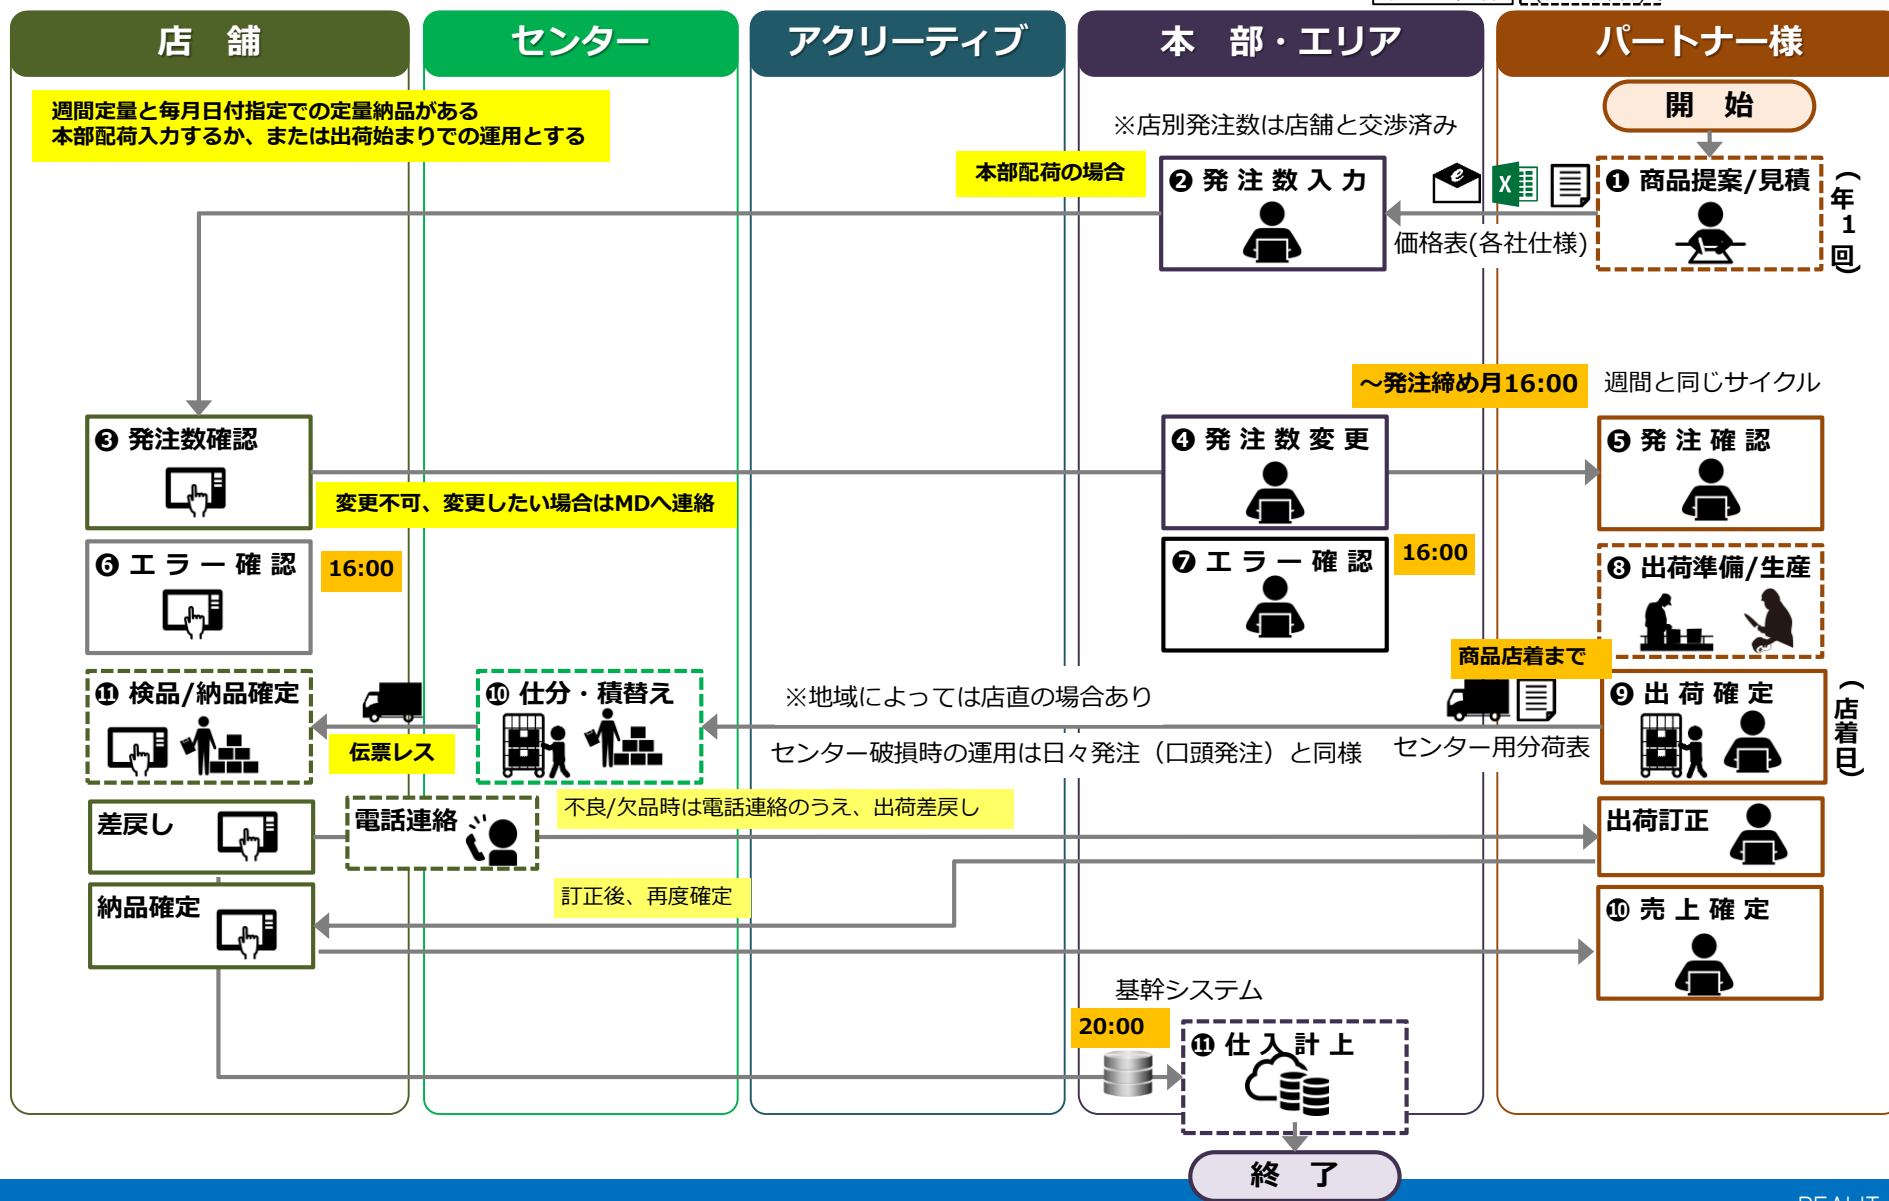 店　舗
センター
アクリーティブ
本　部・エリア
パートナー様
週間定量と毎月日付指定での定量納品がある
本部配荷入力するか、または出荷始まりでの運用とする
開　始
※店別発注数は店舗と交渉済み
本部配荷の場合
❷ 発 注 数 入 力
❶ 商品提案/見積
（年1回）
価格表(各社仕様)
～発注締め月16:00
週間と同じサイクル
❸ 発注数確認
❹ 発 注 数 変 更
❺ 発 注 確 認
変更不可、変更したい場合はMDへ連絡
❻ エ ラ ー 確 認
16:00
❼ エ ラ ー 確 認
16:00
❽ 出荷準備/生産
商品店着まで
⓫ 検品/納品確定
❿ 仕分・積替え
※地域によっては店直の場合あり
❾ 出 荷 確 定
（店着日）
伝票レス
センター破損時の運用は日々発注（口頭発注）と同様
センター用分荷表
差戻し
電話連絡
不良/欠品時は電話連絡のうえ、出荷差戻し
出荷訂正
納品確定
訂正後、再度確定
❿ 売 上 確 定
基幹システム
20:00
⓫ 仕 入 計 上
終　了